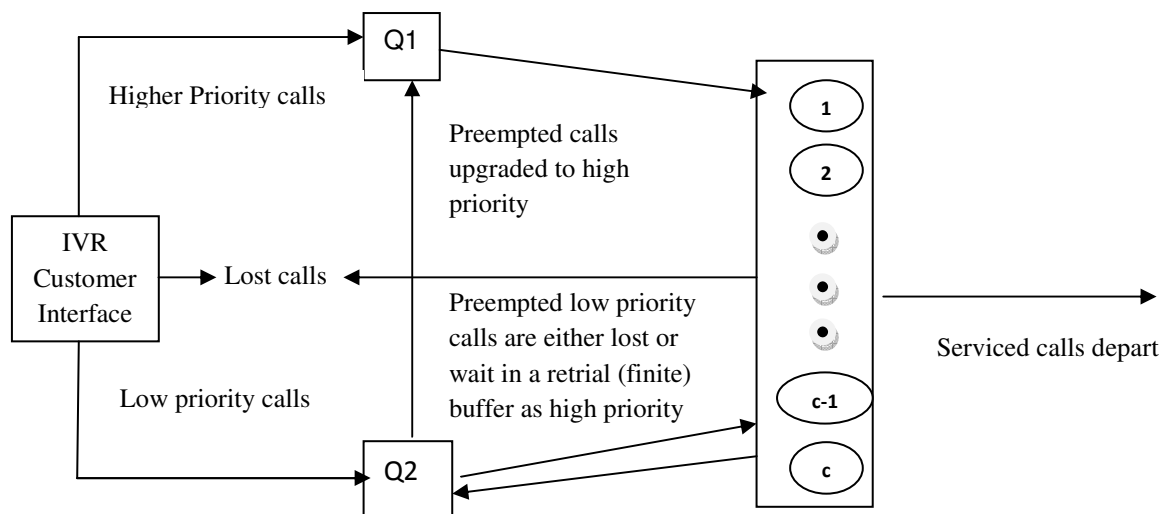 Q1
Higher Priority calls
1
Preempted calls
upgraded to high
priority
2
IVR
Customer
Interface
Lost calls
Preempted low priority
calls are either lost or
wait in a retrial (finite)
buffer as high priority
Serviced calls depart
Low priority calls
c-1
Q2
c